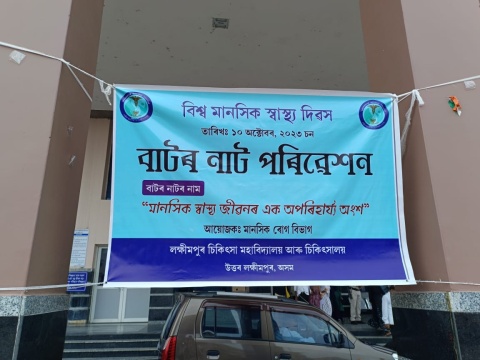 বিশ্ব মানসিক স্বাস্থ্য দিৱস
তাৰিখঃ ১০ অক্টোবৰ, ২০২৩ চন
বাটৰ নাট পৰিৱেশন
বাটৰ নাটৰ নাম
“মানসিক স্বাস্থ্য জীৱনৰ এক অপৰিহাৰ্য্য অংশ”
আয়োজকঃ মানসিক ৰোগ বিভাগ
লক্ষীমপুৰ চিকিৎসা মহাবিদ্যালয় আৰু চিকিৎসালয়
উত্তৰ লক্ষীমপুৰ, অসম